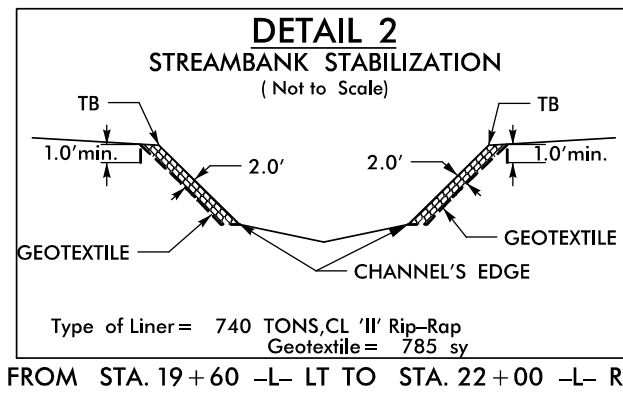 DETAIL 2
STREAMBANK STABILIZATION
( Not to Scale)
TB
TB
1.0'min.
2.0'
2.0'
1.0'min.
GEOTEXTILE
GEOTEXTILE
CHANNEL'S EDGE
Type of Liner = 740 TONS,CL 'II' Rip-Rap
Geotextile = 785 sy
FROM STA. 19+60 -L- LT TO STA. 22+00 -L- R